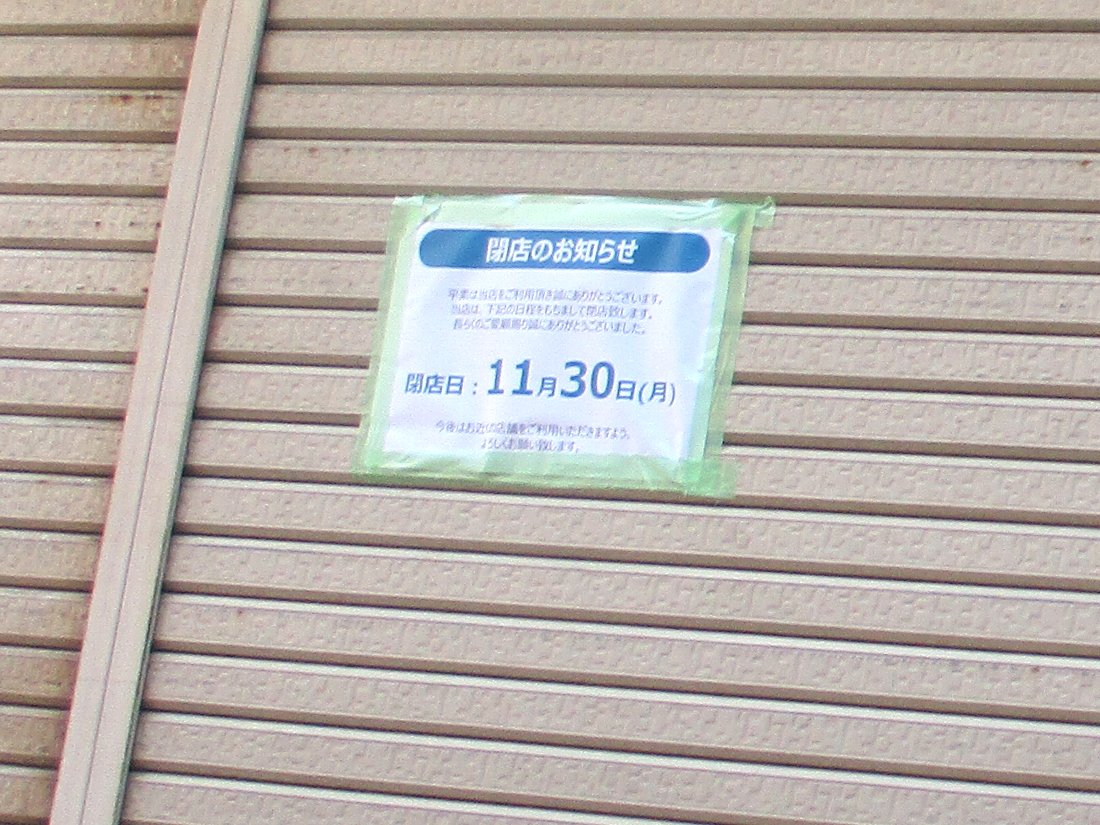 閉店のお知らせ
平素は当店をご利用頂き誠にありがとうございます。
当店は、下記の日程をもちまして閉店致します。
長らくのご愛顧賜り誠にありがとうございました。
閉店日：11月30日(月)
今後はお近くの店舗をご利用いただきますよう、
よろしくお願い致します。